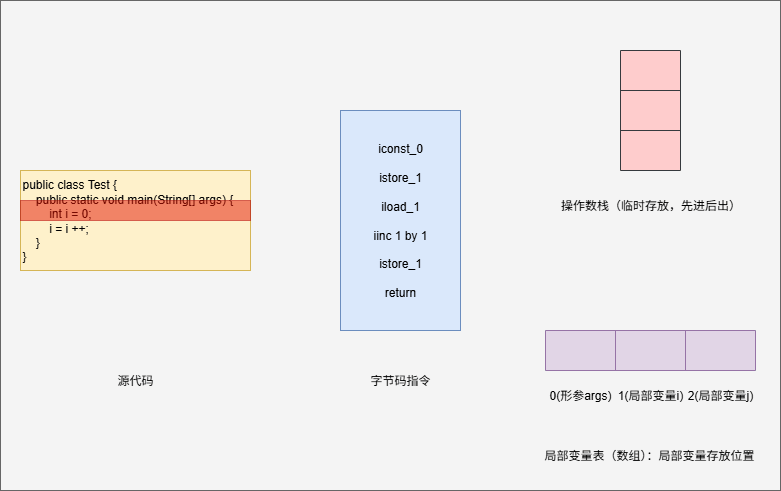 public class Test {
public static void main(String[] args) {
int i = 0;
i = i ++;
}
}
源代码
iconst_0
istore_1
iload_1
iinc 1 by 1
istore_1
return
字节码指令
操作数栈（临时存放，先进后出）
0(形参args) 1(局部变量i) 2(局部变量j)
局部变量表（数组）：局部变量存放位置